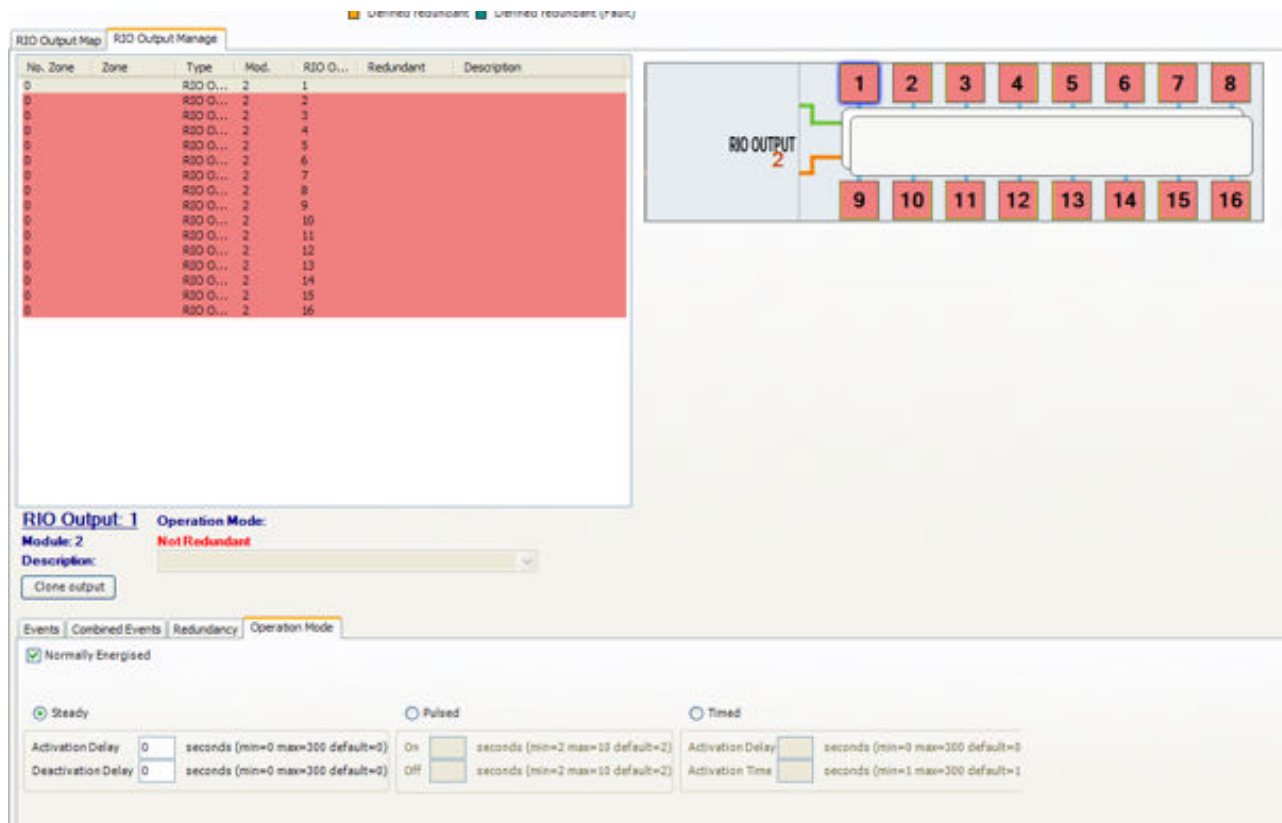 Defined redundant Defined redundant (Fault)
RIO Output Map RIO Output Manage
No. Zone Zone Type Mod. RIO O... Redundant Description
0 RIO O... 2 1
0 RIO O... 2 2
0 RIO O... 2 3
0 RIO O... 2 4
0 RIO O... 2 5
0 RIO O... 2 6
0 RIO O... 2 7
0 RIO O... 2 8
0 RIO O... 2 9
0 RIO O... 2 10
0 RIO O... 2 11
0 RIO O... 2 12
0 RIO O... 2 13
0 RIO O... 2 14
0 RIO O... 2 15
0 RIO O... 2 16
1 2 3 4 5 6 7 8
RIO OUTPUT
2
9 10 11 12 13 14 15 16
RIO Output: 1 Operation Mode:
Module: 2 Not Redundant
Description:
Clone output
Events Combined Events Redundancy Operation Mode
Normally Energised
Steady Pulsed Timed
Activation Delay 0 seconds (min=0 max=300 default=0) On seconds (min=2 max=10 default=2) Activation Delay seconds (min=0 max=300 default=0
Deactivation Delay 0 seconds (min=0 max=300 default=0) Off seconds (min=2 max=10 default=2) Activation Time seconds (min=1 max=300 default=1